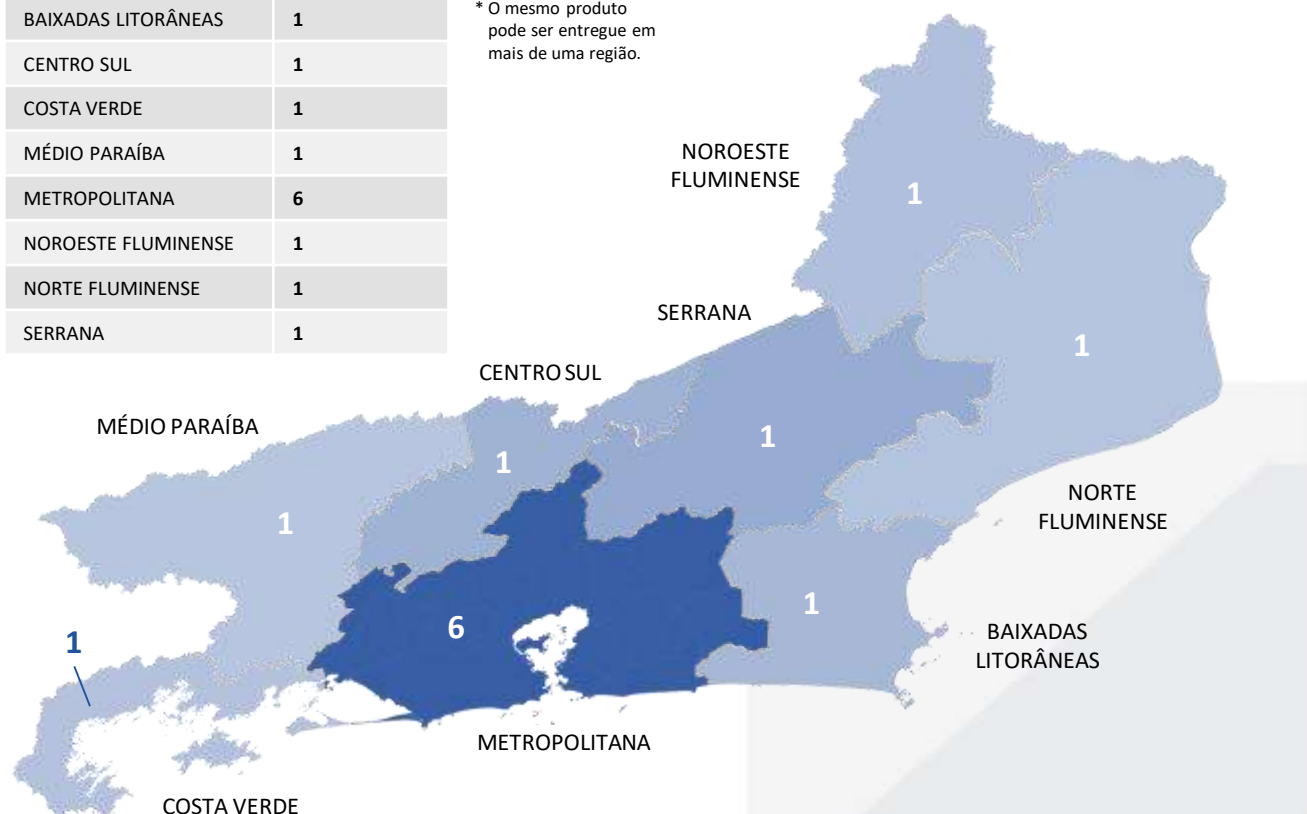 BAIXADAS LITORÂNEAS 1
CENTRO SUL 1
COSTA VERDE 1
MÉDIO PARAÍBA 1
METROPOLITANA 6
NOROESTE FLUMINENSE 1
NORTE FLUMINENSE 1
SERRANA 1
* O mesmo produto
pode ser entregue em
mais de uma região.
NOROESTE
FLUMINENSE
1
SERRANA
1
CENTRO SUL
MÉDIO PARAÍBA
1
1
NORTE
FLUMINENSE
1
1
6
1
BAIXADAS
LITORÂNEAS
METROPOLITANA
COSTA VERDE